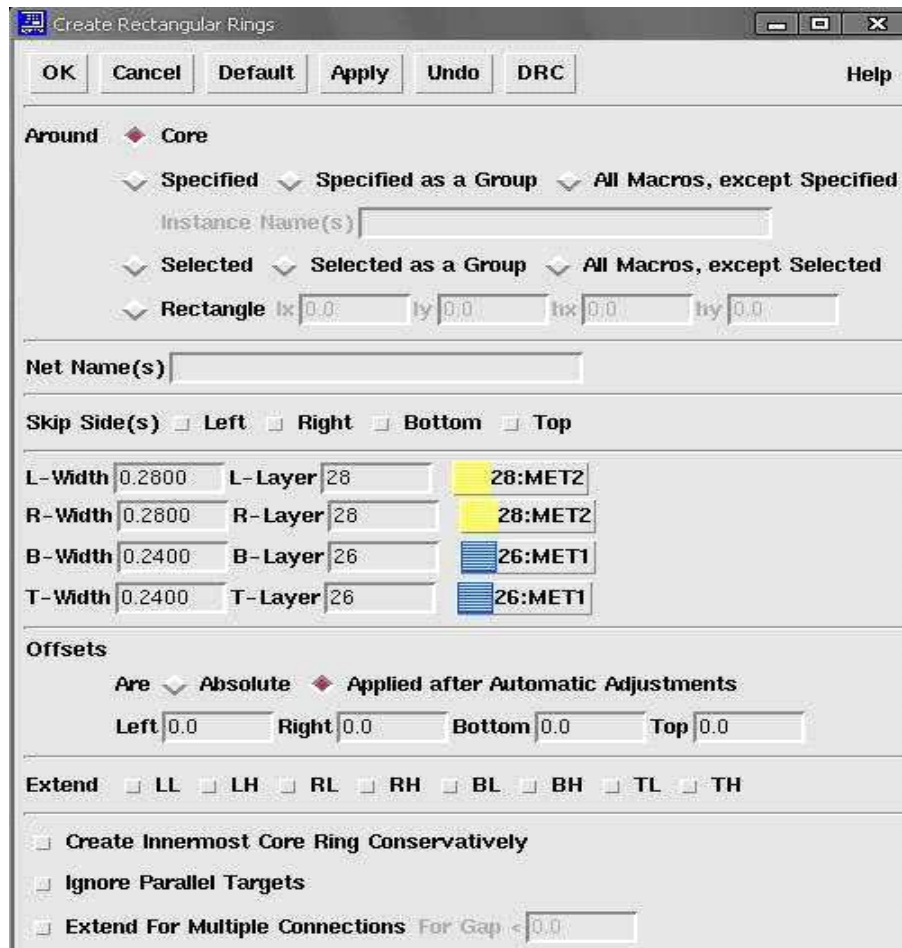 Create Rectangular Rings
OK Cancel Default Apply Undo DRC Help
Around Core
Specified Specified as a Group All Macros, except Specified
Instance Name(s)
Selected Selected as a Group All Macros, except Selected
Rectangle lx 0.0 ly 0.0 hx 0.0 hy 0.0
Net Name(s)
Skip Side(s) Left Right Bottom Top
L-Width 0.2800 L-Layer 28 28:MET2
R-Width 0.2800 R-Layer 28 28:MET2
B-Width 0.2400 B-Layer 26 26:MET1
T-Width 0.2400 T-Layer 26 26:MET1
Offsets
Are Absolute Applied after Automatic Adjustments
Left 0.0 Right 0.0 Bottom 0.0 Top 0.0
Extend LL LH RL RH BL BH TL TH
Create Innermost Core Ring Conservatively
Ignore Parallel Targets
Extend For Multiple Connections For Gap < 0.0